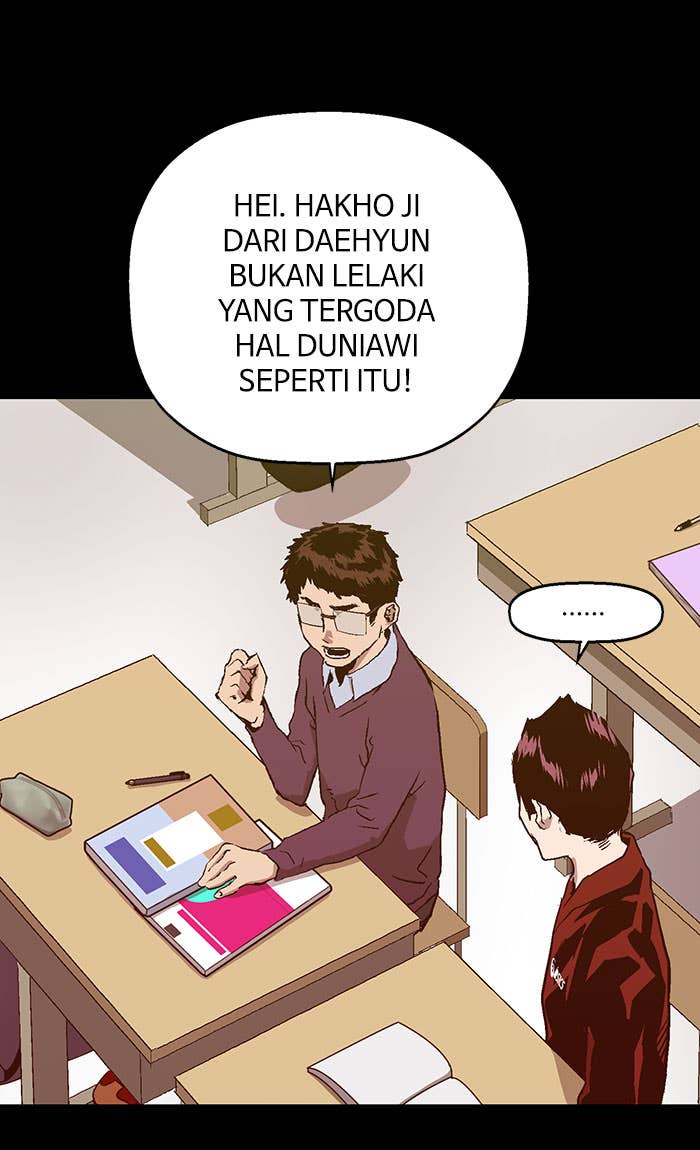 HEI. HAKHO JI
DARI DAEHYUN
BUKAN LELAKI
YANG TERGODA
HAL DUNIAWI
SEPERTI ITU!
......